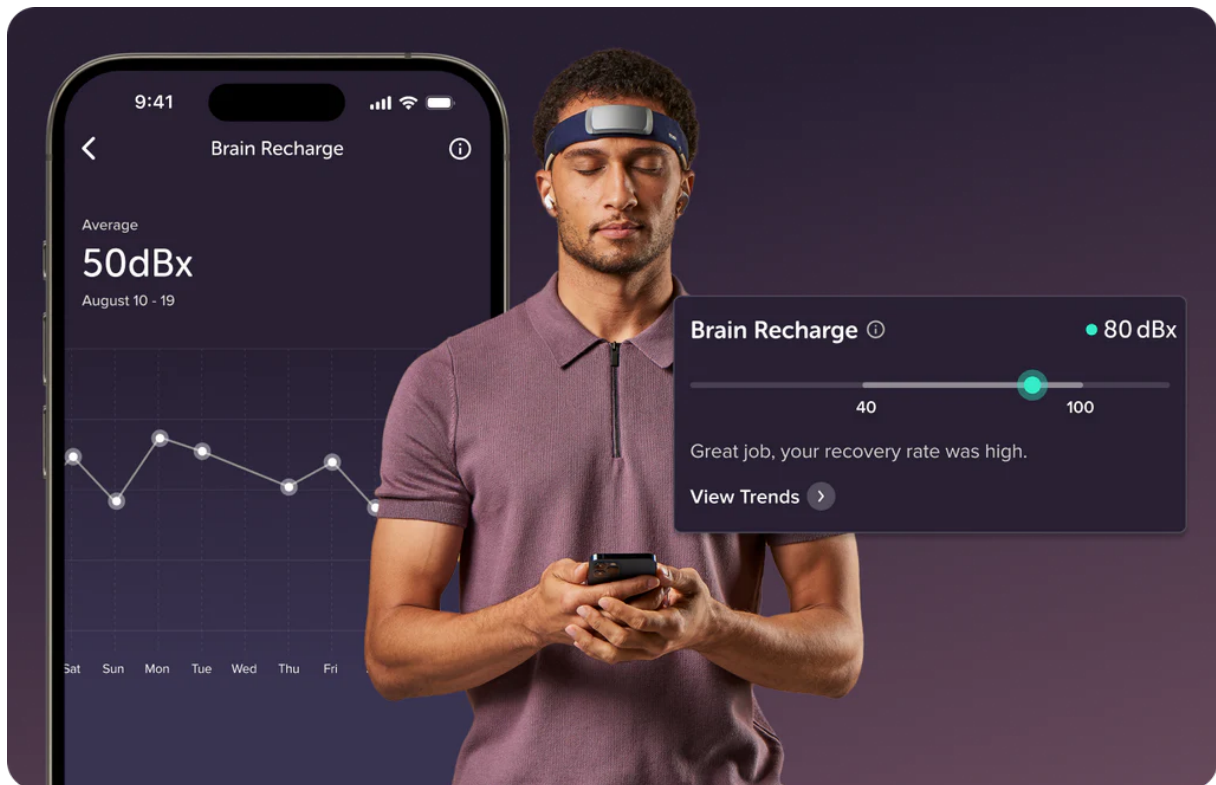 9:41
Brain Recharge
Average
50dBx
August 10 - 19
Sat Sun Mon Tue Wed Thu Fri
Brain Recharge
80 dBx
40 100
Great job, your recovery rate was high.
View Trends